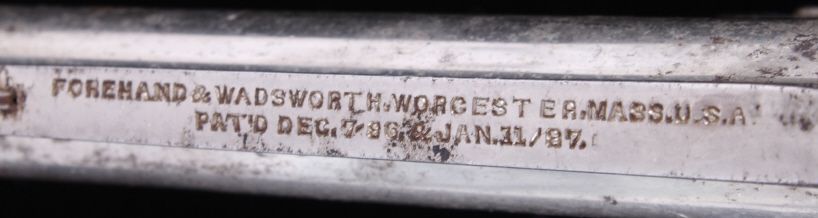 FOREHAND & WADSWORTH.WORCESTER.MASS.U.S.A.
PAT'D DEC.7-86.& JAN.11/87.